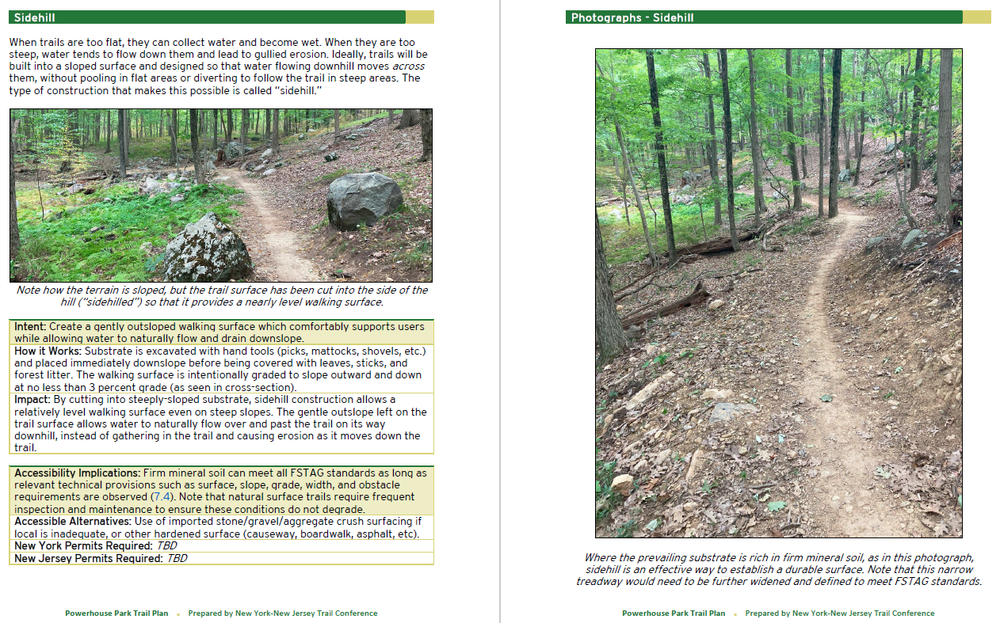 Sidehill
When trails are too flat, they can collect water and become wet. When they are too
steep, water tends to flow down them and lead to gullied erosion. Ideally, trails will be
built into a sloped surface and designed so that water flowing downhill moves across
them, without pooling in flat areas or diverting to follow the trail in steep areas. The
type of construction that makes this possible is called “sidehill.”
Note how the terrain is sloped, but the trail surface has been cut into the side of the
hill (“sidehilled”) so that it provides a nearly level walking surface.
Intent: Create a gently outsloped walking surface which comfortably supports users
while allowing water to naturally flow and drain downslope.
How it Works: Substrate is excavated with hand tools (picks, mattocks, shovels, etc.)
and placed immediately downslope before being covered with leaves, sticks, and
forest litter. The walking surface is intentionally graded to slope outward and down
at no less than 3 percent grade (as seen in cross-section).
Impact: By cutting into steeply-sloped substrate, sidehill construction allows a
relatively level walking surface even on steep slopes. The gentle outslope left on the
trail surface allows water to naturally flow over and past the trail on its way
downhill, instead of gathering in the trail and causing erosion as it moves down the
trail.
Accessibility Implications: Firm mineral soil can meet all FSTAG standards as long as
relevant technical provisions such as surface, slope, grade, width, and obstacle
requirements are observed (7.4). Note that natural surface trails require frequent
inspection and maintenance to ensure these conditions do not degrade.
Accessible Alternatives: Use of imported stone/gravel/aggregate crush surfacing if
local is inadequate, or other hardened surface (causeway, boardwalk, asphalt, etc).
New York Permits Required: TBD
New Jersey Permits Required: TBD
Powerhouse Park Trail Plan • Prepared by New York-New Jersey Trail Conference
Photographs - Sidehill
Where the prevailing substrate is rich in firm mineral soil, as in this photograph,
sidehill is an effective way to establish a durable surface. Note that this narrow
treadway would need to be further widened and defined to meet FSTAG standards.
Powerhouse Park Trail Plan • Prepared by New York-New Jersey Trail Conference